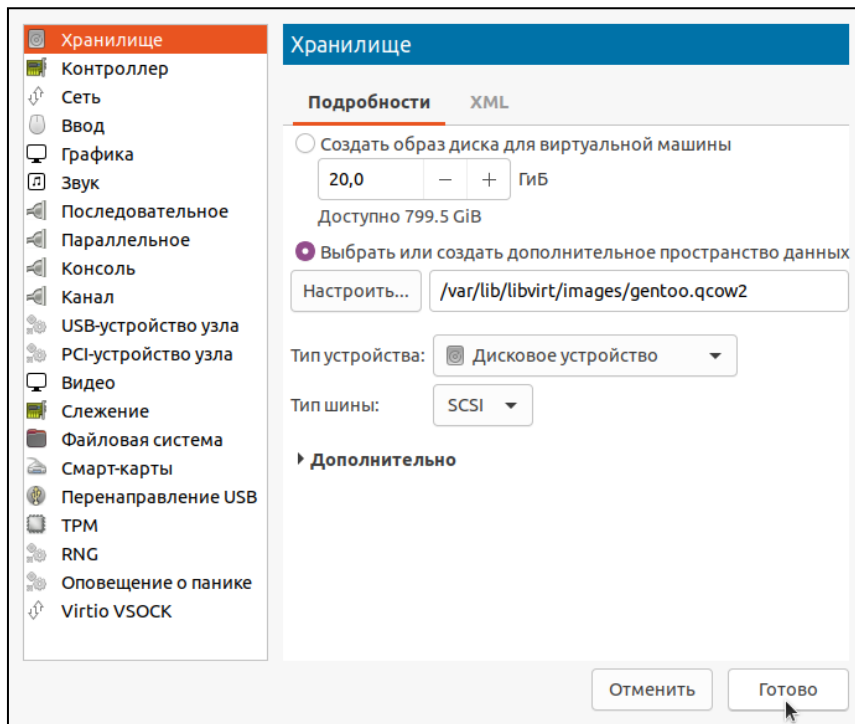 Хранилище
Контроллер
Сеть
Ввод
Графика
Звук
Последовательное
Параллельное
Консоль
Канал
USB-устройство узла
PCI-устройство узла
Видео
Слежение
Файловая система
Смарт-карты
Перенаправление USB
TPM
RNG
Оповещение о панике
Virtio VSOCK
Хранилище
Подробности XML
Создать образ диска для виртуальной машины
20,0 − + ГиБ
Доступно 799.5 GiB
Выбрать или создать дополнительное пространство данных
Настроить... /var/lib/libvirt/images/gentoo.qcow2
Тип устройства: Дисковое устройство
Тип шины: SCSI
Дополнительно
Отменить Готово